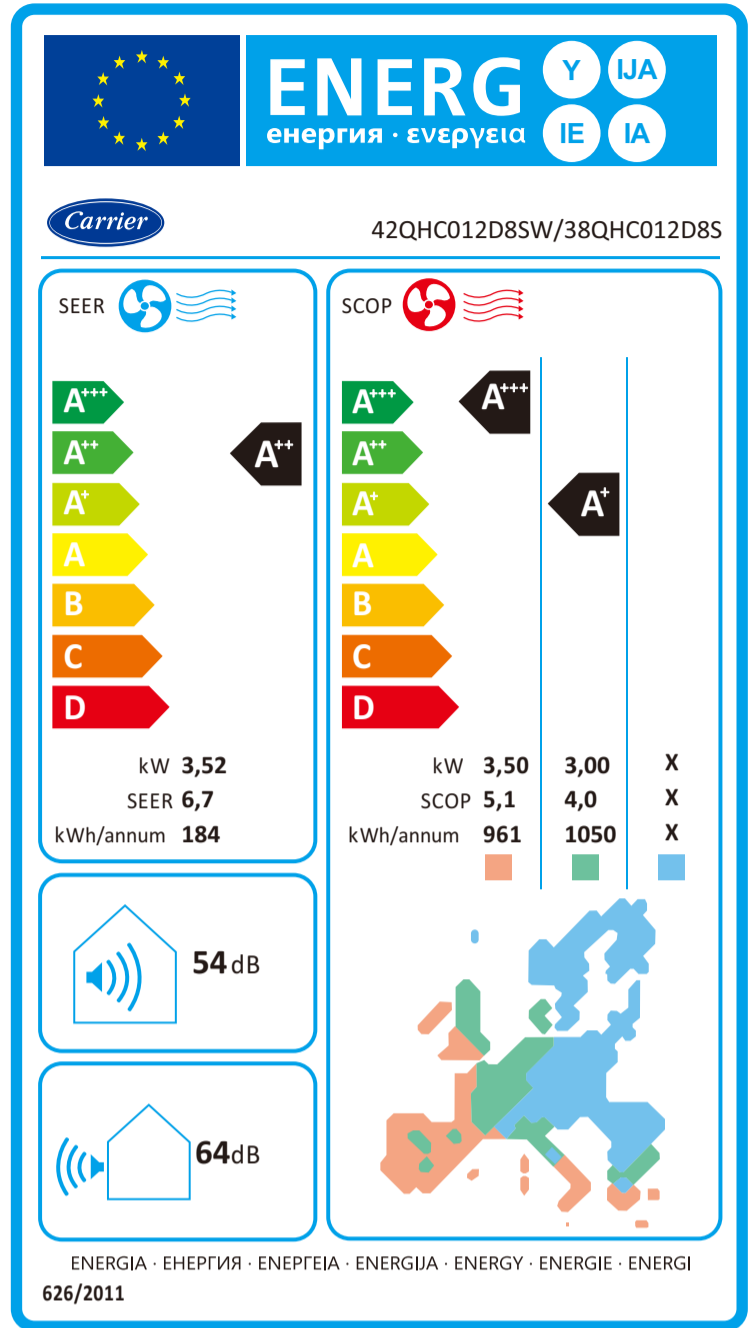 ENERG Y IJA
енергия · ενεργεια IE IA
Carrier
42QHC012D8SW/38QHC012D8S
SEER
A+++
A++
A+
A
B
C
D
A++
kW 3,52
SEER 6,7
kWh/annum 184
SCOP
A+++
A++
A+
A
B
C
D
A+++
A+
kW 3,50 3,00 X
SCOP 5,1 4,0 X
kWh/annum 961 1050 X
54 dB
64dB
ENERGIA · ЕНЕРГИЯ · ΕΝΕΡΓΕΙΑ · ENERGIJA · ENERGY · ENERGIE · ENERGI
626/2011